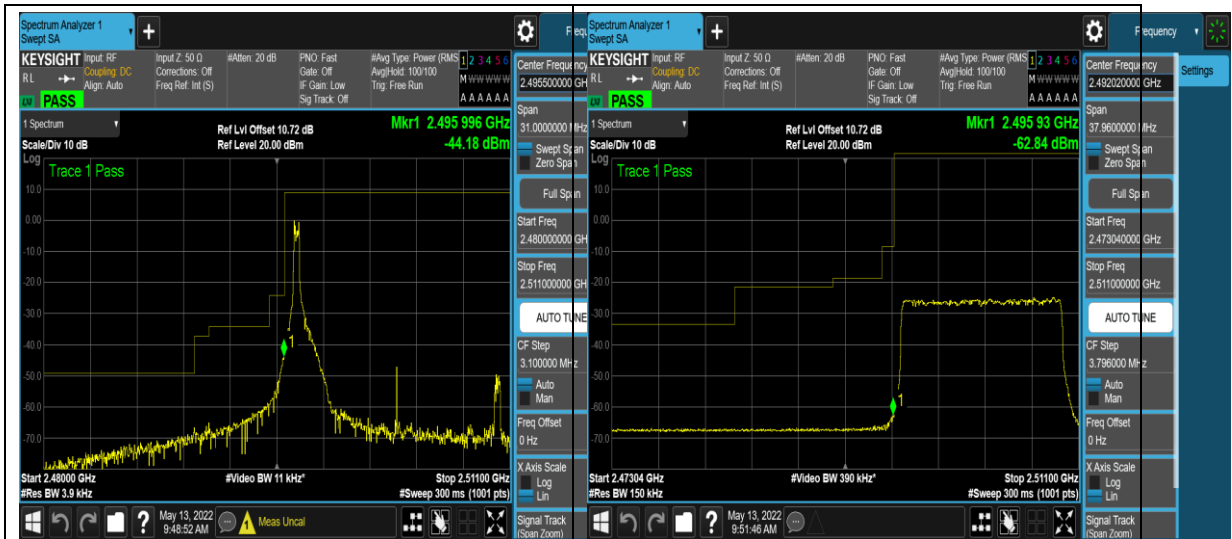 Spectrum Analyzer 1
Swept SA
KEYSIGHT
RL
PASS
Input: RF
Coupling: DC
Align: Auto
Input Z: 50 Ω
Corrections: Off
Freq Ref: Int (S)
#Atten: 20 dB
PNO: Fast
Gate: Off
IF Gain: Low
Sig Track: Off
#Avg Type: Power (RMS
Avg|Hold: 100/100
Trig: Free Run
1 2 3 4 5 6
M W W W W W
A A A A A A
1 Spectrum
Scale/Div 10 dB
Ref Lvl Offset 10.72 dB
Ref Level 20.00 dBm
Mkr1 2.495 996 GHz
-44.18 dBm
Log
Trace 1 Pass
10.0
0.00
-10.0
-20.0
-30.0
-40.0
-50.0
-60.0
-70.0
1
Start 2.48000 GHz
#Res BW 3.9 kHz
#Video BW 11 kHz*
Stop 2.51100 GHz
#Sweep 300 ms (1001 pts)
?
May 13, 2022
9:48:52 AM
Meas Uncal
Frequ
Center Frequency
2.495500000 G
Span
31.0000000 MHz
Swept Span
Zero Span
Full Span
Start Freq
2.480000000 GH
Stop Freq
2.511000000 GH
AUTO TUNE
CF Step
3.100000 MHz
Auto
Man
Freq Offset
0 Hz
X Axis Scale
Log
Lin
Signal Track
(Span Zoom)
Spectrum Analyzer 1
Swept SA
KEYSIGHT
RL
PASS
Input: RF
Coupling: DC
Align: Auto
Input Z: 50 Ω
Corrections: Off
Freq Ref: Int (S)
#Atten: 20 dB
PNO: Fast
Gate: Off
IF Gain: Low
Sig Track: Off
#Avg Type: Power (RMS
Avg|Hold: 100/100
Trig: Free Run
1 2 3 4 5 6
M W W W W W
A A A A A A
1 Spectrum
Scale/Div 10 dB
Ref Lvl Offset 10.72 dB
Ref Level 20.00 dBm
Mkr1 2.495 93 GHz
-62.84 dBm
Log
Trace 1 Pass
10.0
0.00
-10.0
-20.0
-30.0
-40.0
-50.0
-60.0
-70.0
1
Start 2.47304 GHz
#Res BW 150 kHz
#Video BW 390 kHz*
Stop 2.51100 GHz
#Sweep 300 ms (1001 pts)
?
May 13, 2022
9:51:46 AM
Frequency
Settings
Center Frequency
2.492020000 GHz
Span
37.9600000 MHz
Swept Span
Zero Span
Full Span
Start Freq
2.473040000 GHz
Stop Freq
2.511000000 GHz
AUTO TUNE
CF Step
3.796000 MHz
Auto
Man
Freq Offset
0 Hz
X Axis Scale
Log
Lin
Signal Track
(Span Zoom)